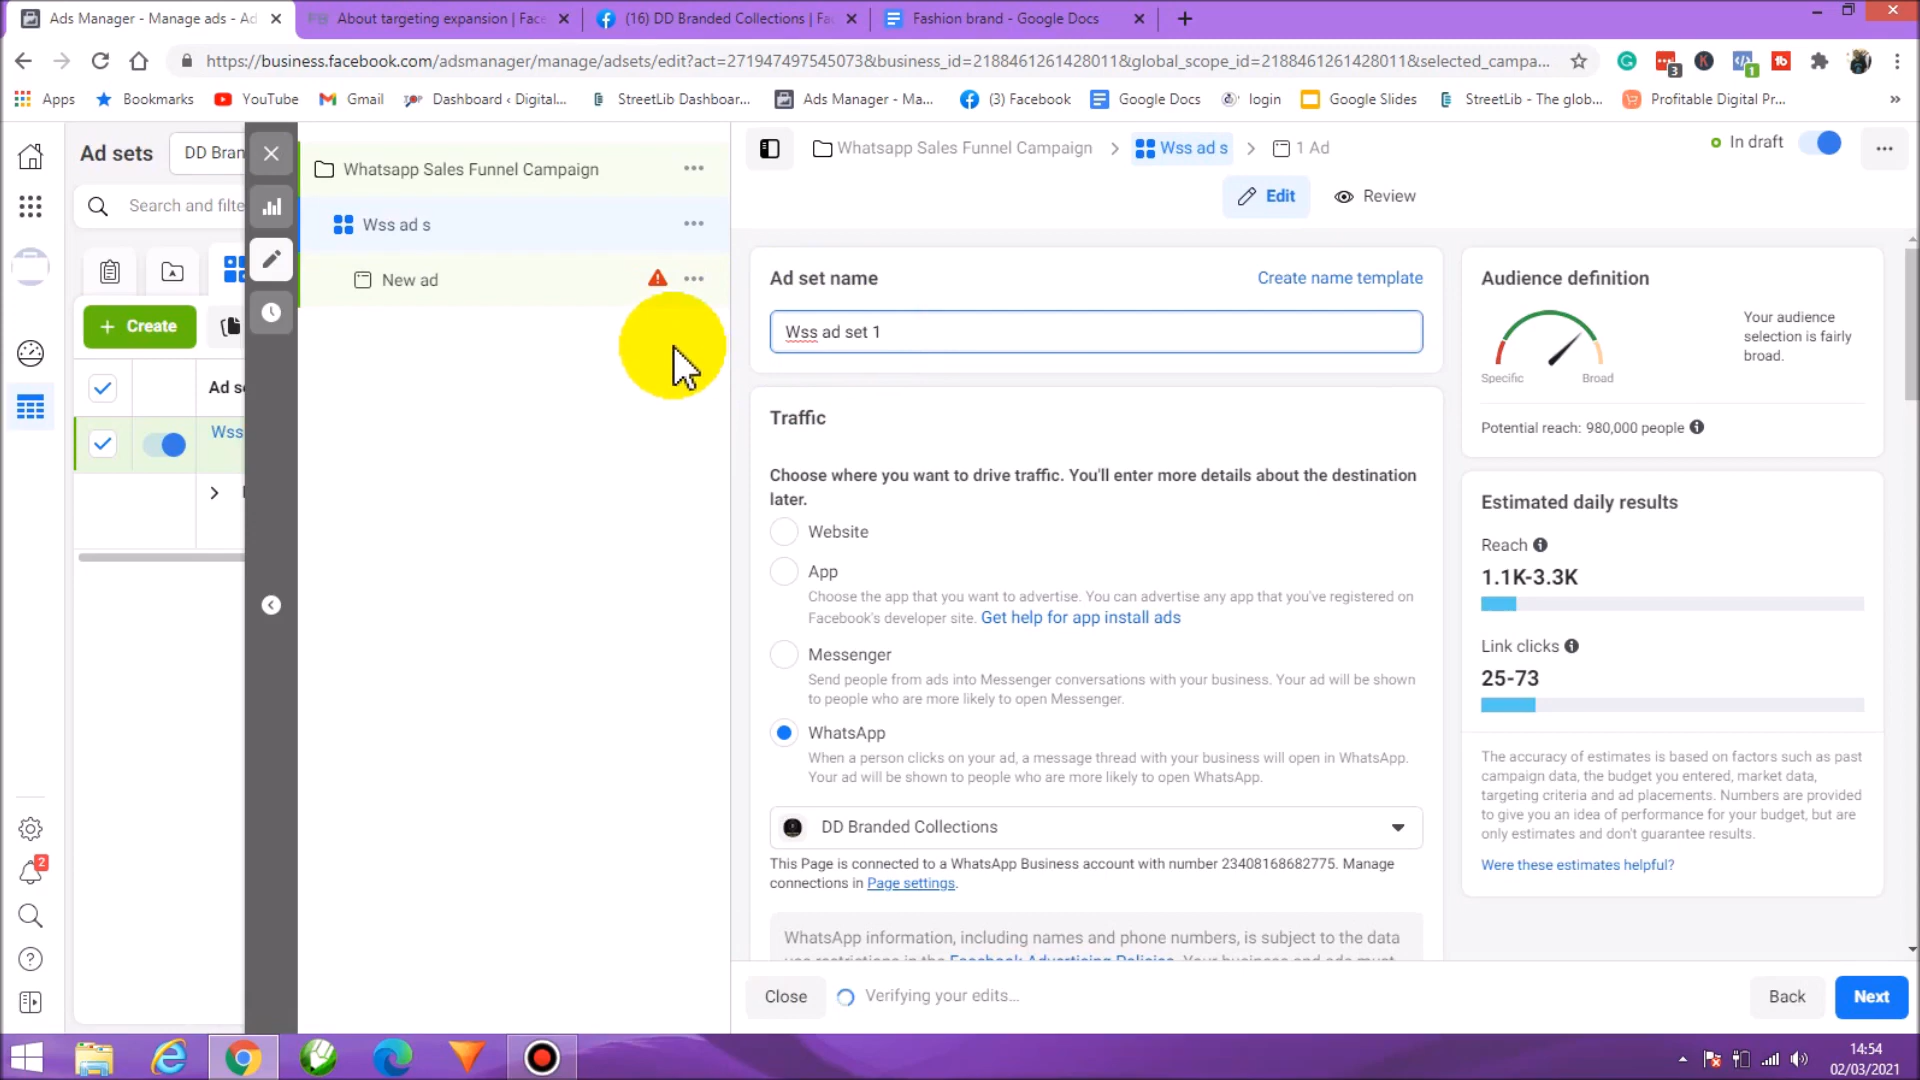 Ads Manager - Manage ads - Ad
About targeting expansion | Face
(16) DD Branded Collections | Fa
Fashion brand - Google Docs
https://business.facebook.com/adsmanager/manage/adsets/edit?act=271947497545073&business_id=2188461261428011&global_scope_id=2188461261428011&selected_campa...
3
1
Apps
Bookmarks
YouTube
Gmail
Dashboard ‹ Digital...
StreetLib Dashboar...
Ads Manager - Ma...
(3) Facebook
Google Docs
login
Google Slides
StreetLib - The glob...
Profitable Digital Pr...
»
Ad sets
DD Bran
Search and filte
+ Create
Ad s
Wss
2
Whatsapp Sales Funnel Campaign
Wss ad s
New ad
Whatsapp Sales Funnel Campaign > Wss ad s > 1 Ad
In draft
Edit
Review
Ad set name
Create name template
Wss ad set 1
Traffic
Choose where you want to drive traffic. You'll enter more details about the destination
later.
Website
App
Choose the app that you want to advertise. You can advertise any app that you've registered on
Facebook's developer site. Get help for app install ads
Messenger
Send people from ads into Messenger conversations with your business. Your ad will be shown
to people who are more likely to open Messenger.
WhatsApp
When a person clicks on your ad, a message thread with your business will open in WhatsApp.
Your ad will be shown to people who are more likely to open WhatsApp.
DD Branded Collections
This Page is connected to a WhatsApp Business account with number 23408168682775. Manage
connections in Page settings.
WhatsApp information, including names and phone numbers, is subject to the data
use restrictions in the Facebook Advertising Policies. Your business and ads must
Close
Verifying your edits...
Back
Next
Audience definition
Specific
Broad
Your audience
selection is fairly
broad.
Potential reach: 980,000 people
Estimated daily results
Reach
1.1K-3.3K
Link clicks
25-73
The accuracy of estimates is based on factors such as past
campaign data, the budget you entered, market data,
targeting criteria and ad placements. Numbers are provided
to give you an idea of performance for your budget, but are
only estimates and don't guarantee results.
Were these estimates helpful?
14:54
02/03/2021